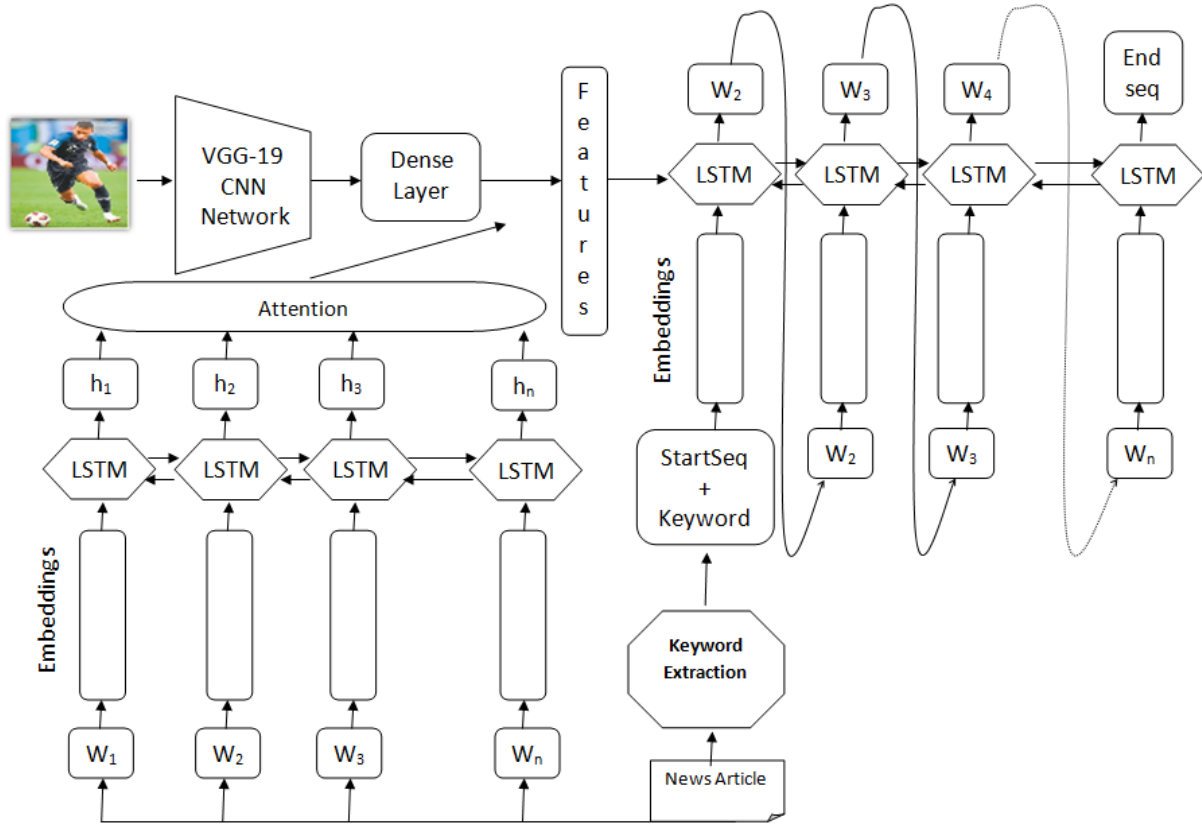 W₂
W₃
W₄
End
seq
VGG-19
CNN
Network
Dense
Layer
F
e
a
t
u
r
e
s
LSTM
LSTM
LSTM
LSTM
Embeddings
Attention
h₁
h₂
h₃
hₙ
StartSeq
+
Keyword
W₂
W₃
Wₙ
LSTM
LSTM
LSTM
LSTM
Embeddings
Keyword
Extraction
W₁
W₂
W₃
Wₙ
News Article